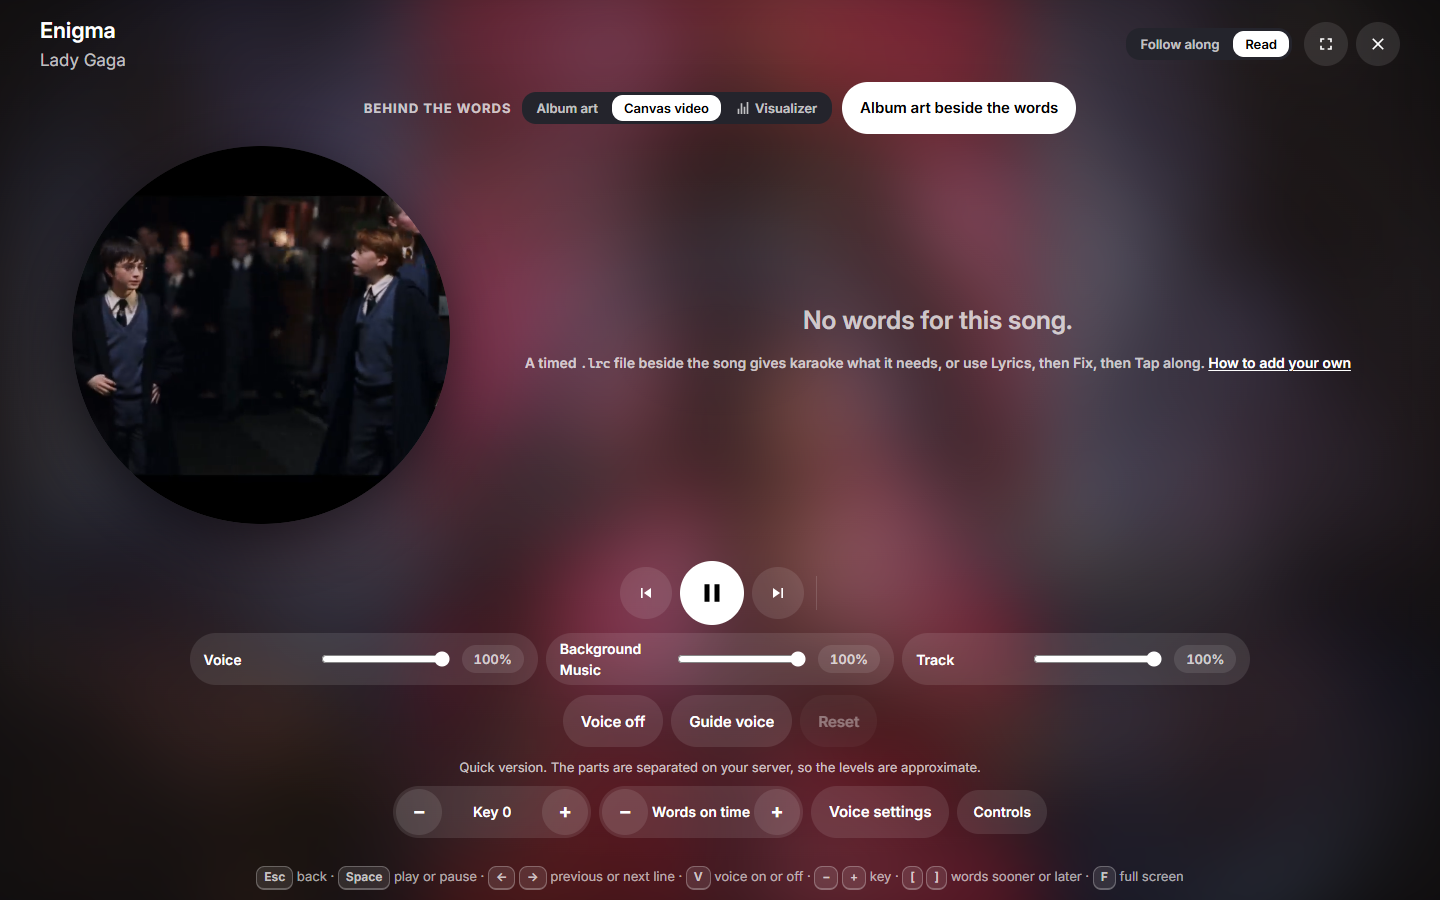 Enigma
Lady Gaga
Follow along Read
BEHIND THE WORDS Album art Canvas video Visualizer Album art beside the words
No words for this song.
A timed .lrc file beside the song gives karaoke what it needs, or use Lyrics, then Fix, then Tap along. How to add your own
Voice 100%
Background Music 100%
Track 100%
Voice off Guide voice Reset
Quick version. The parts are separated on your server, so the levels are approximate.
− Key 0 + − Words on time + Voice settings Controls
Esc back · Space play or pause · ← → previous or next line · V voice on or off · − + key · [ ] words sooner or later · F full screen